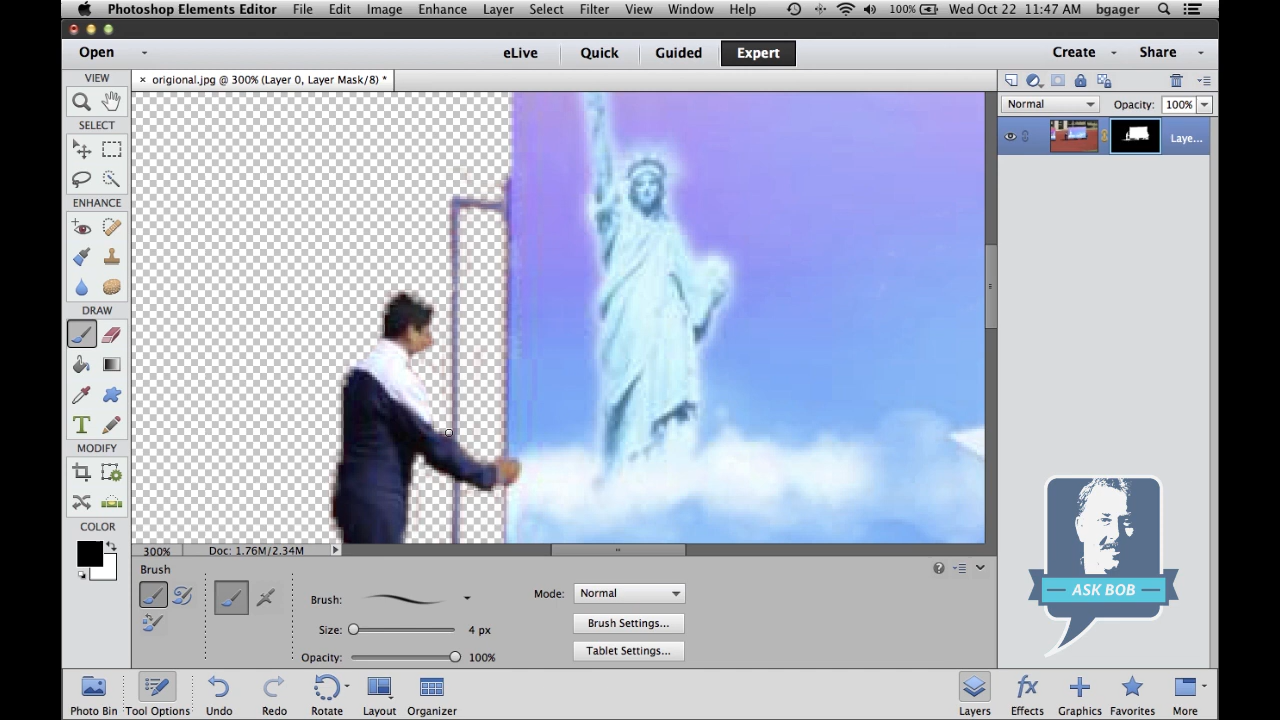 Photoshop Elements Editor File Edit Image Enhance Layer Select Filter View Window Help 100% Wed Oct 22 11:47 AM bgager
Open eLive Quick Guided Expert Create Share
VIEW × origional.jpg @ 300% (Layer 0, Layer Mask/8) *
Normal Opacity: 100%
SELECT
Laye...
ENHANCE
DRAW
T
MODIFY
COLOR
300% Doc: 1.76M/2.34M
Brush
Brush: Mode: Normal
Size: 4 px Brush Settings...
Opacity: 100% Tablet Settings...
ASK BOB
fx
Photo Bin Tool Options Undo Redo Rotate Layout Organizer Layers Effects Graphics Favorites More